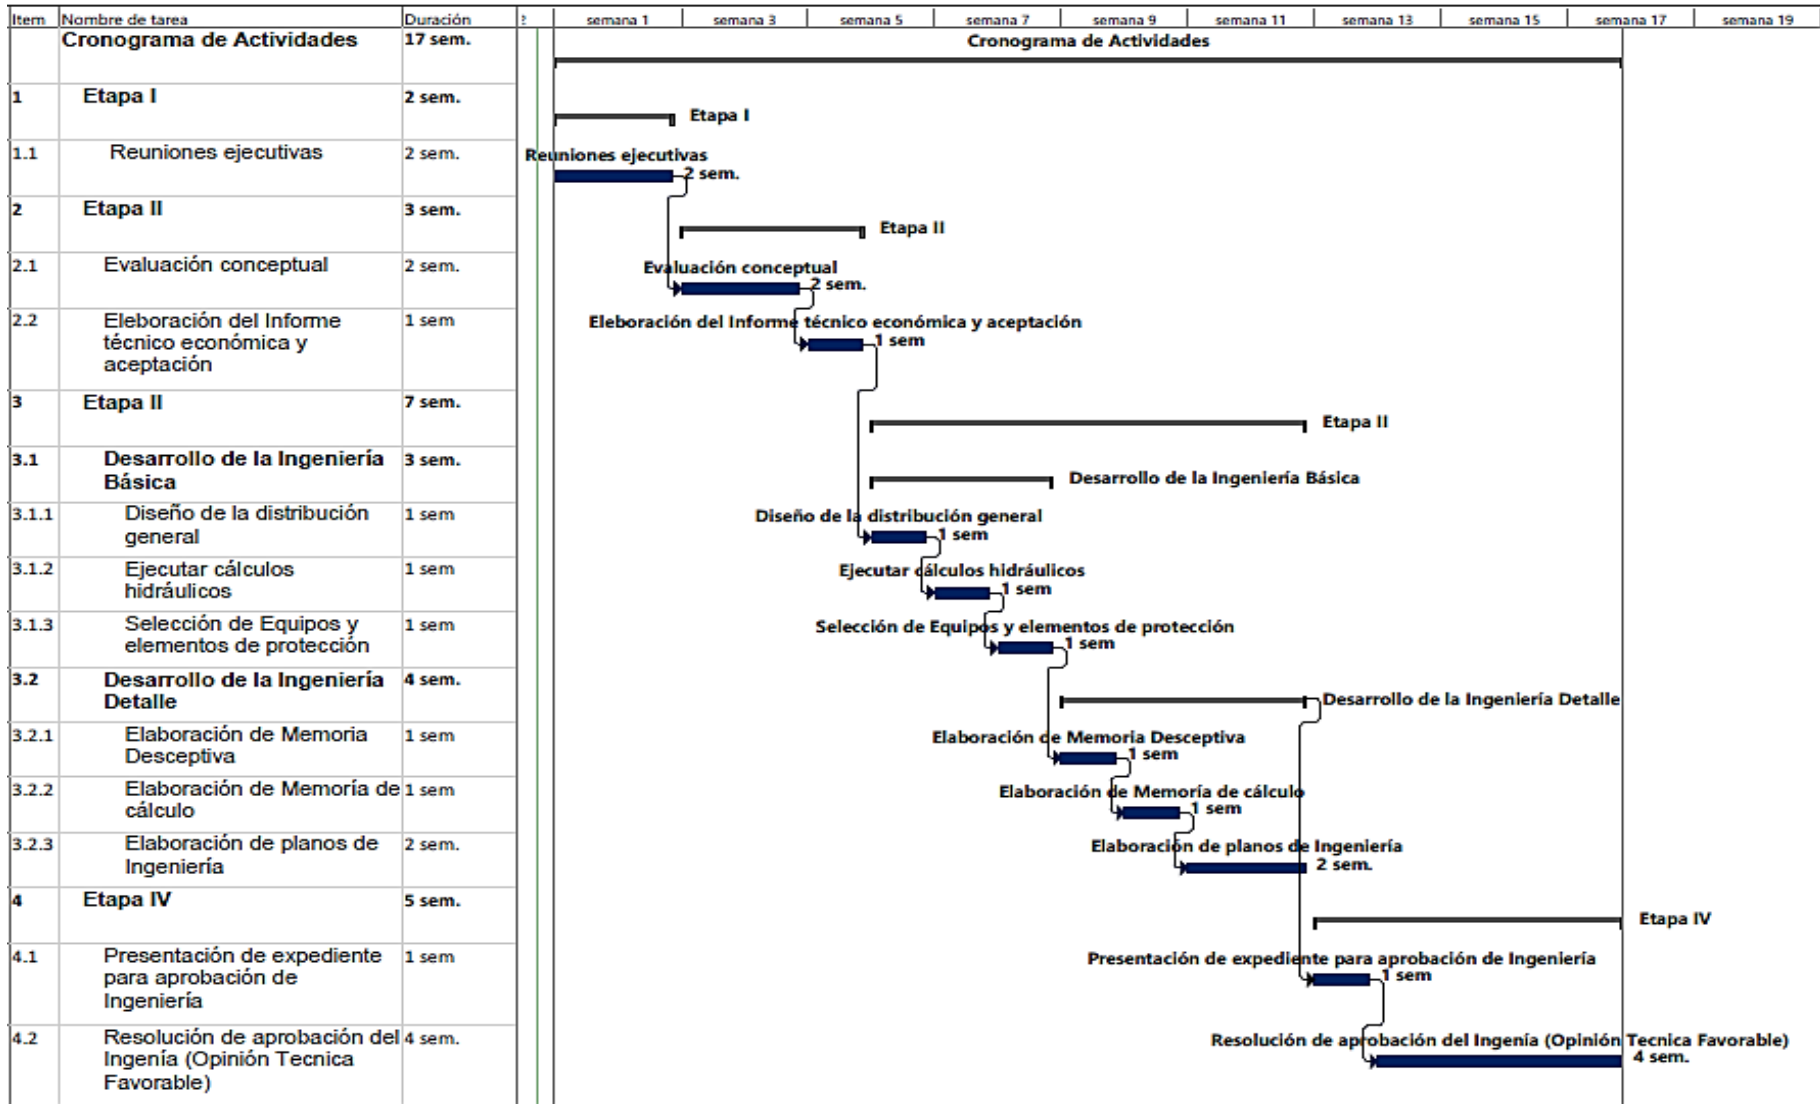 Item Nombre de tarea Duración semana 1 semana 3 semana 5 semana 7 semana 9 semana 11 semana 13 semana 15 semana 17 semana 19
Cronograma de Actividades 17 sem. Cronograma de Actividades
1 Etapa I 2 sem. Etapa I
1.1 Reuniones ejecutivas 2 sem. Reuniones ejecutivas
2 sem.
2 Etapa II 3 sem. Etapa II
2.1 Evaluación conceptual 2 sem. Evaluación conceptual
2 sem.
2.2 Eleboración del Informe 1 sem Eleboración del Informe técnico económica y aceptación
técnico económica y 1 sem
aceptación
3 Etapa II 7 sem. Etapa II
3.1 Desarrollo de la Ingeniería 3 sem. Desarrollo de la Ingeniería Básica
Básica
3.1.1 Diseño de la distribución 1 sem Diseño de la distribución general
general 1 sem
3.1.2 Ejecutar cálculos 1 sem Ejecutar cálculos hidráulicos
hidráulicos 1 sem
3.1.3 Selección de Equipos y 1 sem Selección de Equipos y elementos de protección
elementos de protección 1 sem
3.2 Desarrollo de la Ingeniería 4 sem. Desarrollo de la Ingeniería Detalle
Detalle
3.2.1 Elaboración de Memoria 1 sem Elaboración de Memoria Desceptiva
Desceptiva 1 sem
3.2.2 Elaboración de Memoría de 1 sem Elaboración de Memoría de cálculo
cálculo 1 sem
3.2.3 Elaboración de planos de 2 sem. Elaboración de planos de Ingeniería
Ingeniería 2 sem.
4 Etapa IV 5 sem. Etapa IV
4.1 Presentación de expediente 1 sem Presentación de expediente para aprobación de Ingeniería
para aprobación de 1 sem
Ingeniería
4.2 Resolución de aprobación del 4 sem. Resolución de aprobación del Ingenía (Opinión Tecnica Favorable)
Ingenía (Opinión Tecnica 4 sem.
Favorable)